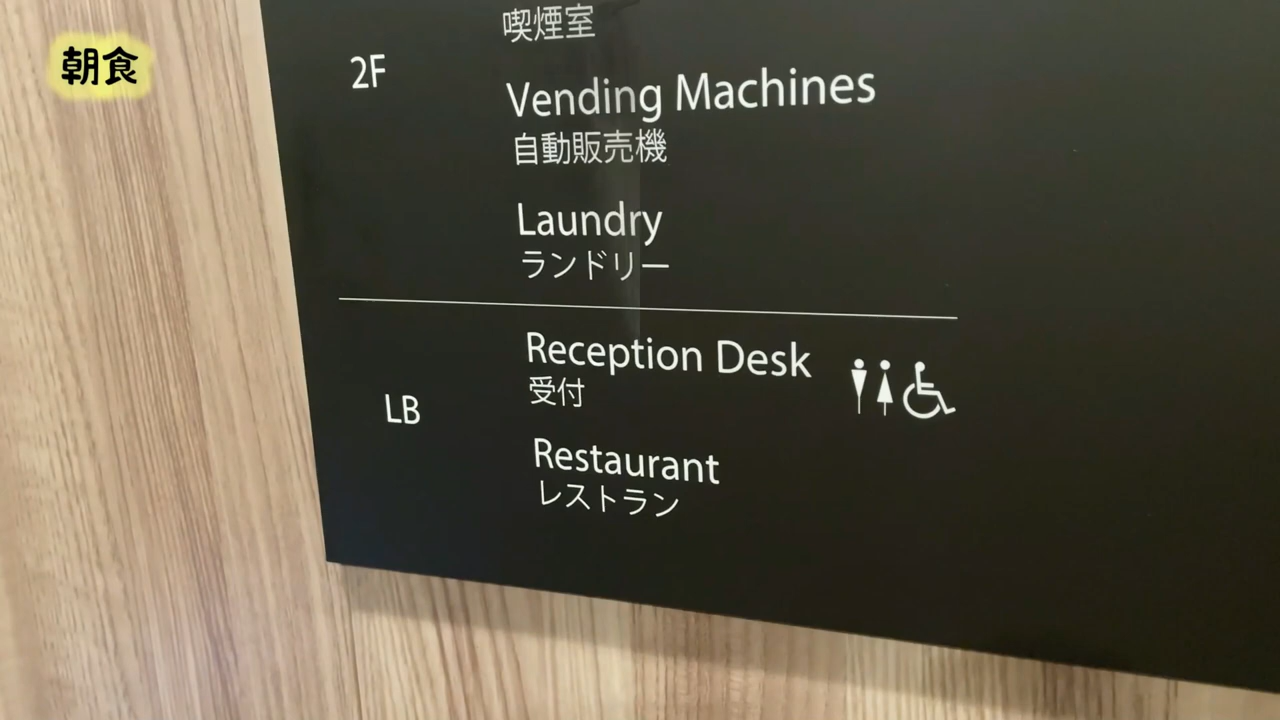 朝食
喫煙室
2F
Vending Machines
自動販売機
Laundry
ランドリー
Reception Desk
受付
LB
Restaurant
レストラン